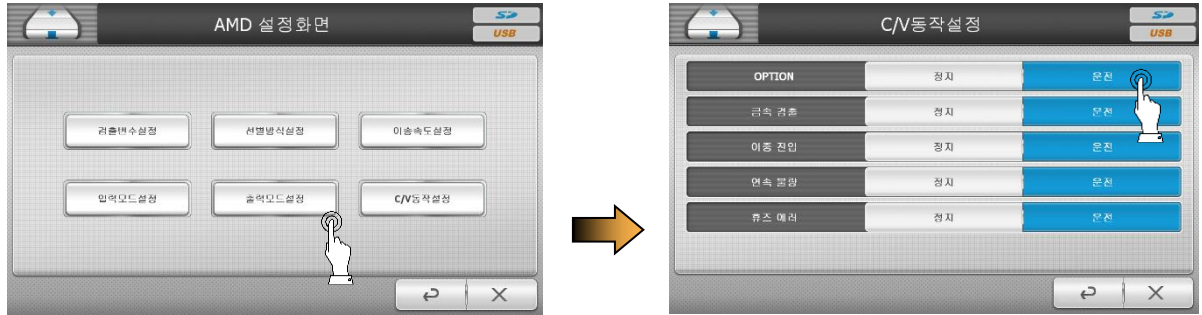 AMD 설정화면
SD
USB
검출변수설정
선별방식설정
이송속도설정
입력모드설정
출력모드설정
C/V동작설정
C/V동작설정
SD
USB
OPTION 정지 운전
금속 검출 정지 운전
이중 진입 정지 운전
연속 불량 정지 운전
휴즈 에러 정지 운전